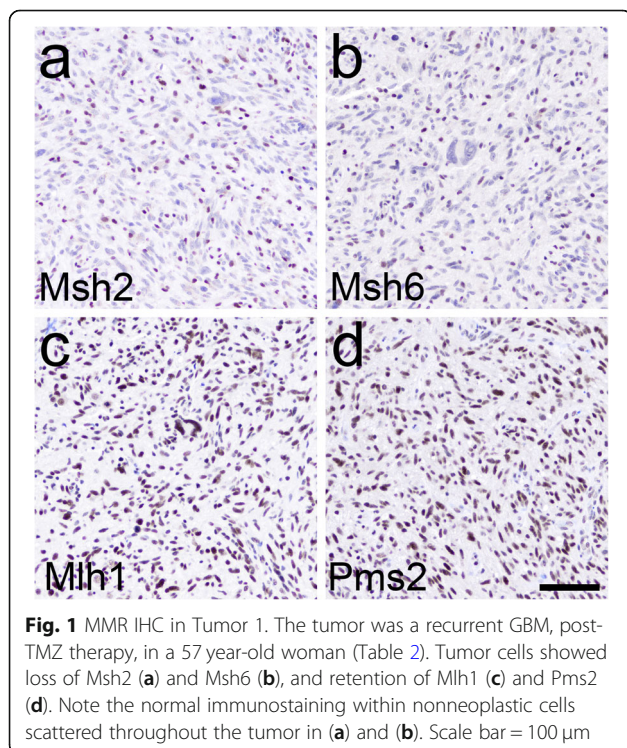 a
b
Msh2
Msh6
c
d
Mlh1
Pms2
Fig. 1 MMR IHC in Tumor 1. The tumor was a recurrent GBM, post-
TMZ therapy, in a 57 year-old woman (Table 2). Tumor cells showed
loss of Msh2 (a) and Msh6 (b), and retention of Mlh1 (c) and Pms2
(d). Note the normal immunostaining within nonneoplastic cells
scattered throughout the tumor in (a) and (b). Scale bar = 100 μm